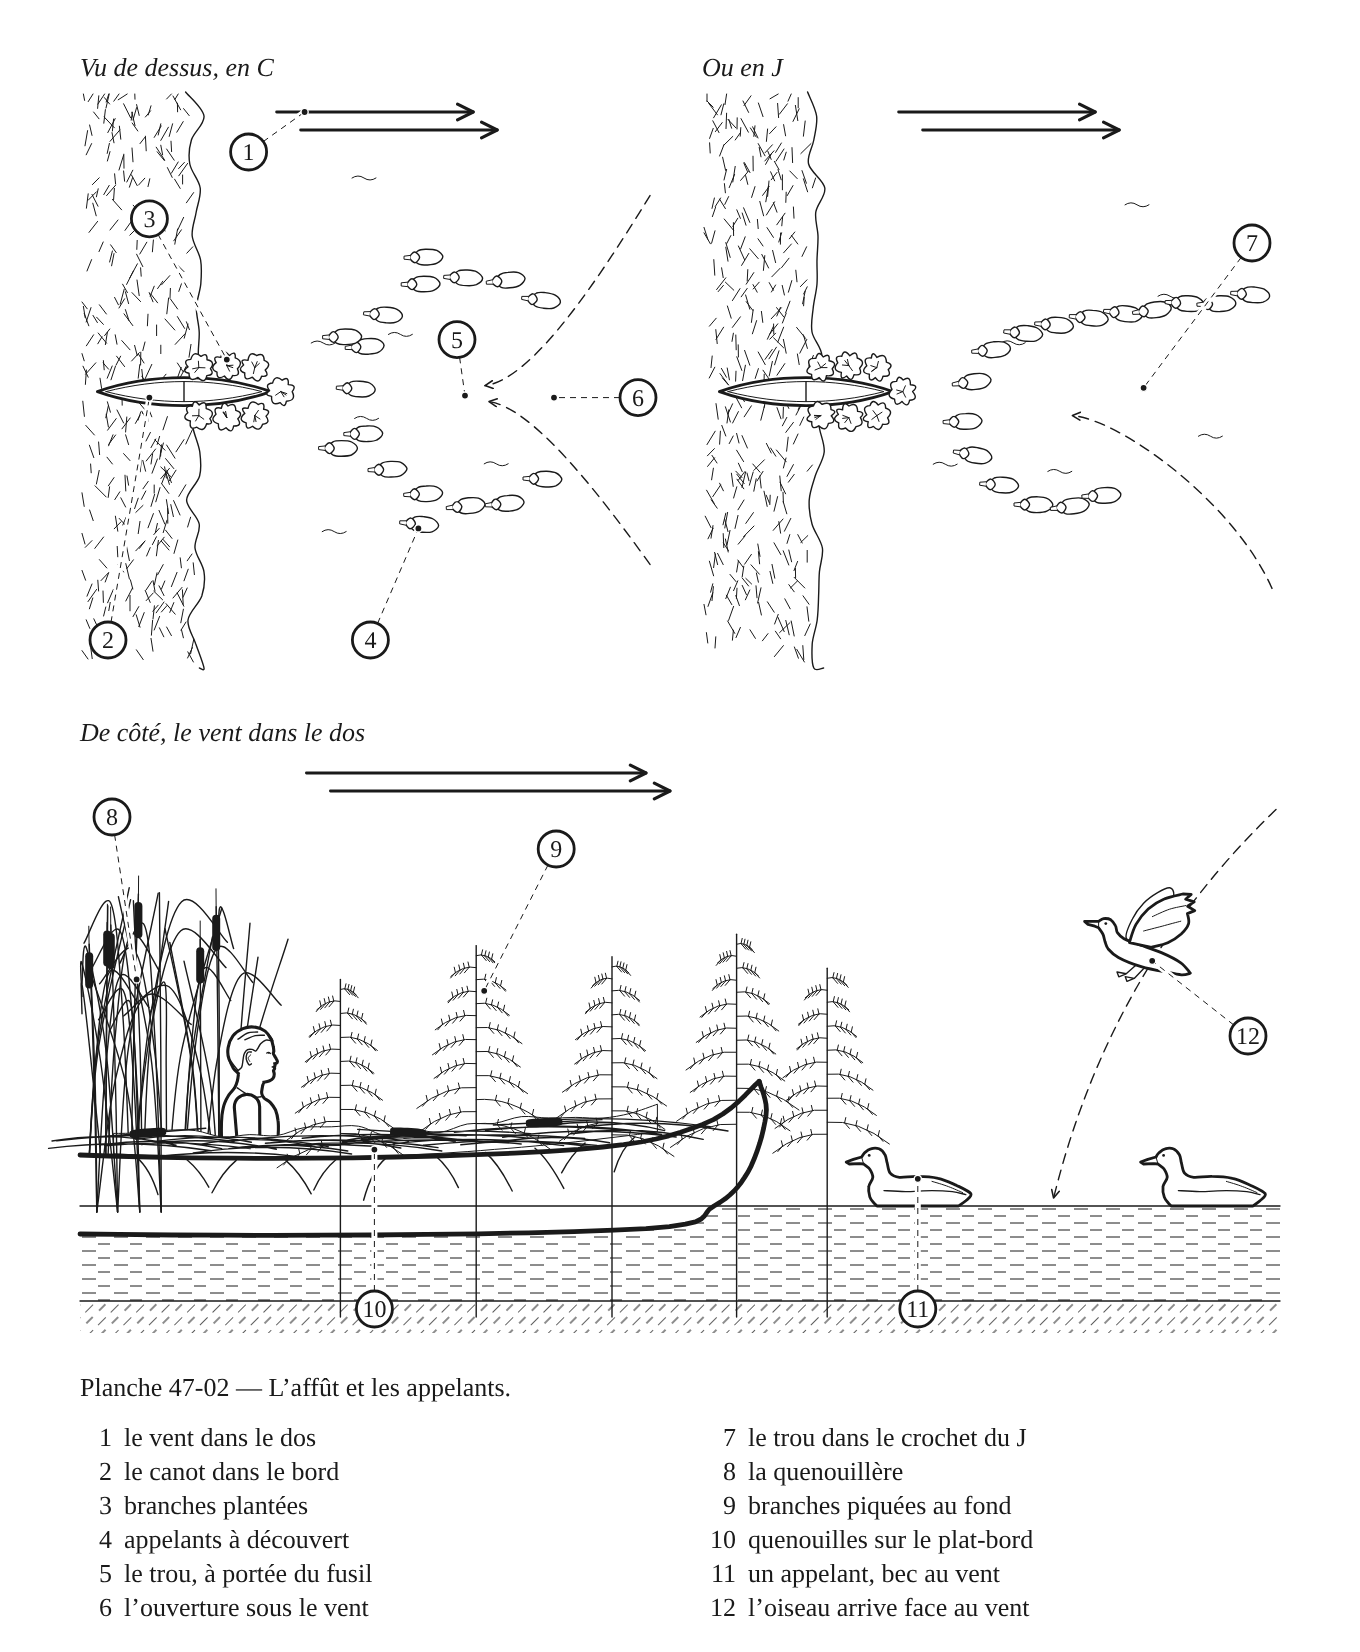 Vu de dessus, en C
Ou en J
1
3
7
5
6
2
4
De côté, le vent dans le dos
8
9
12
10
11
Planche 47-02 — L’affût et les appelants.
1 le vent dans le dos
2 le canot dans le bord
3 branches plantées
4 appelants à découvert
5 le trou, à portée du fusil
6 l’ouverture sous le vent
7 le trou dans le crochet du J
8 la quenouillère
9 branches piquées au fond
10 quenouilles sur le plat-bord
11 un appelant, bec au vent
12 l’oiseau arrive face au vent